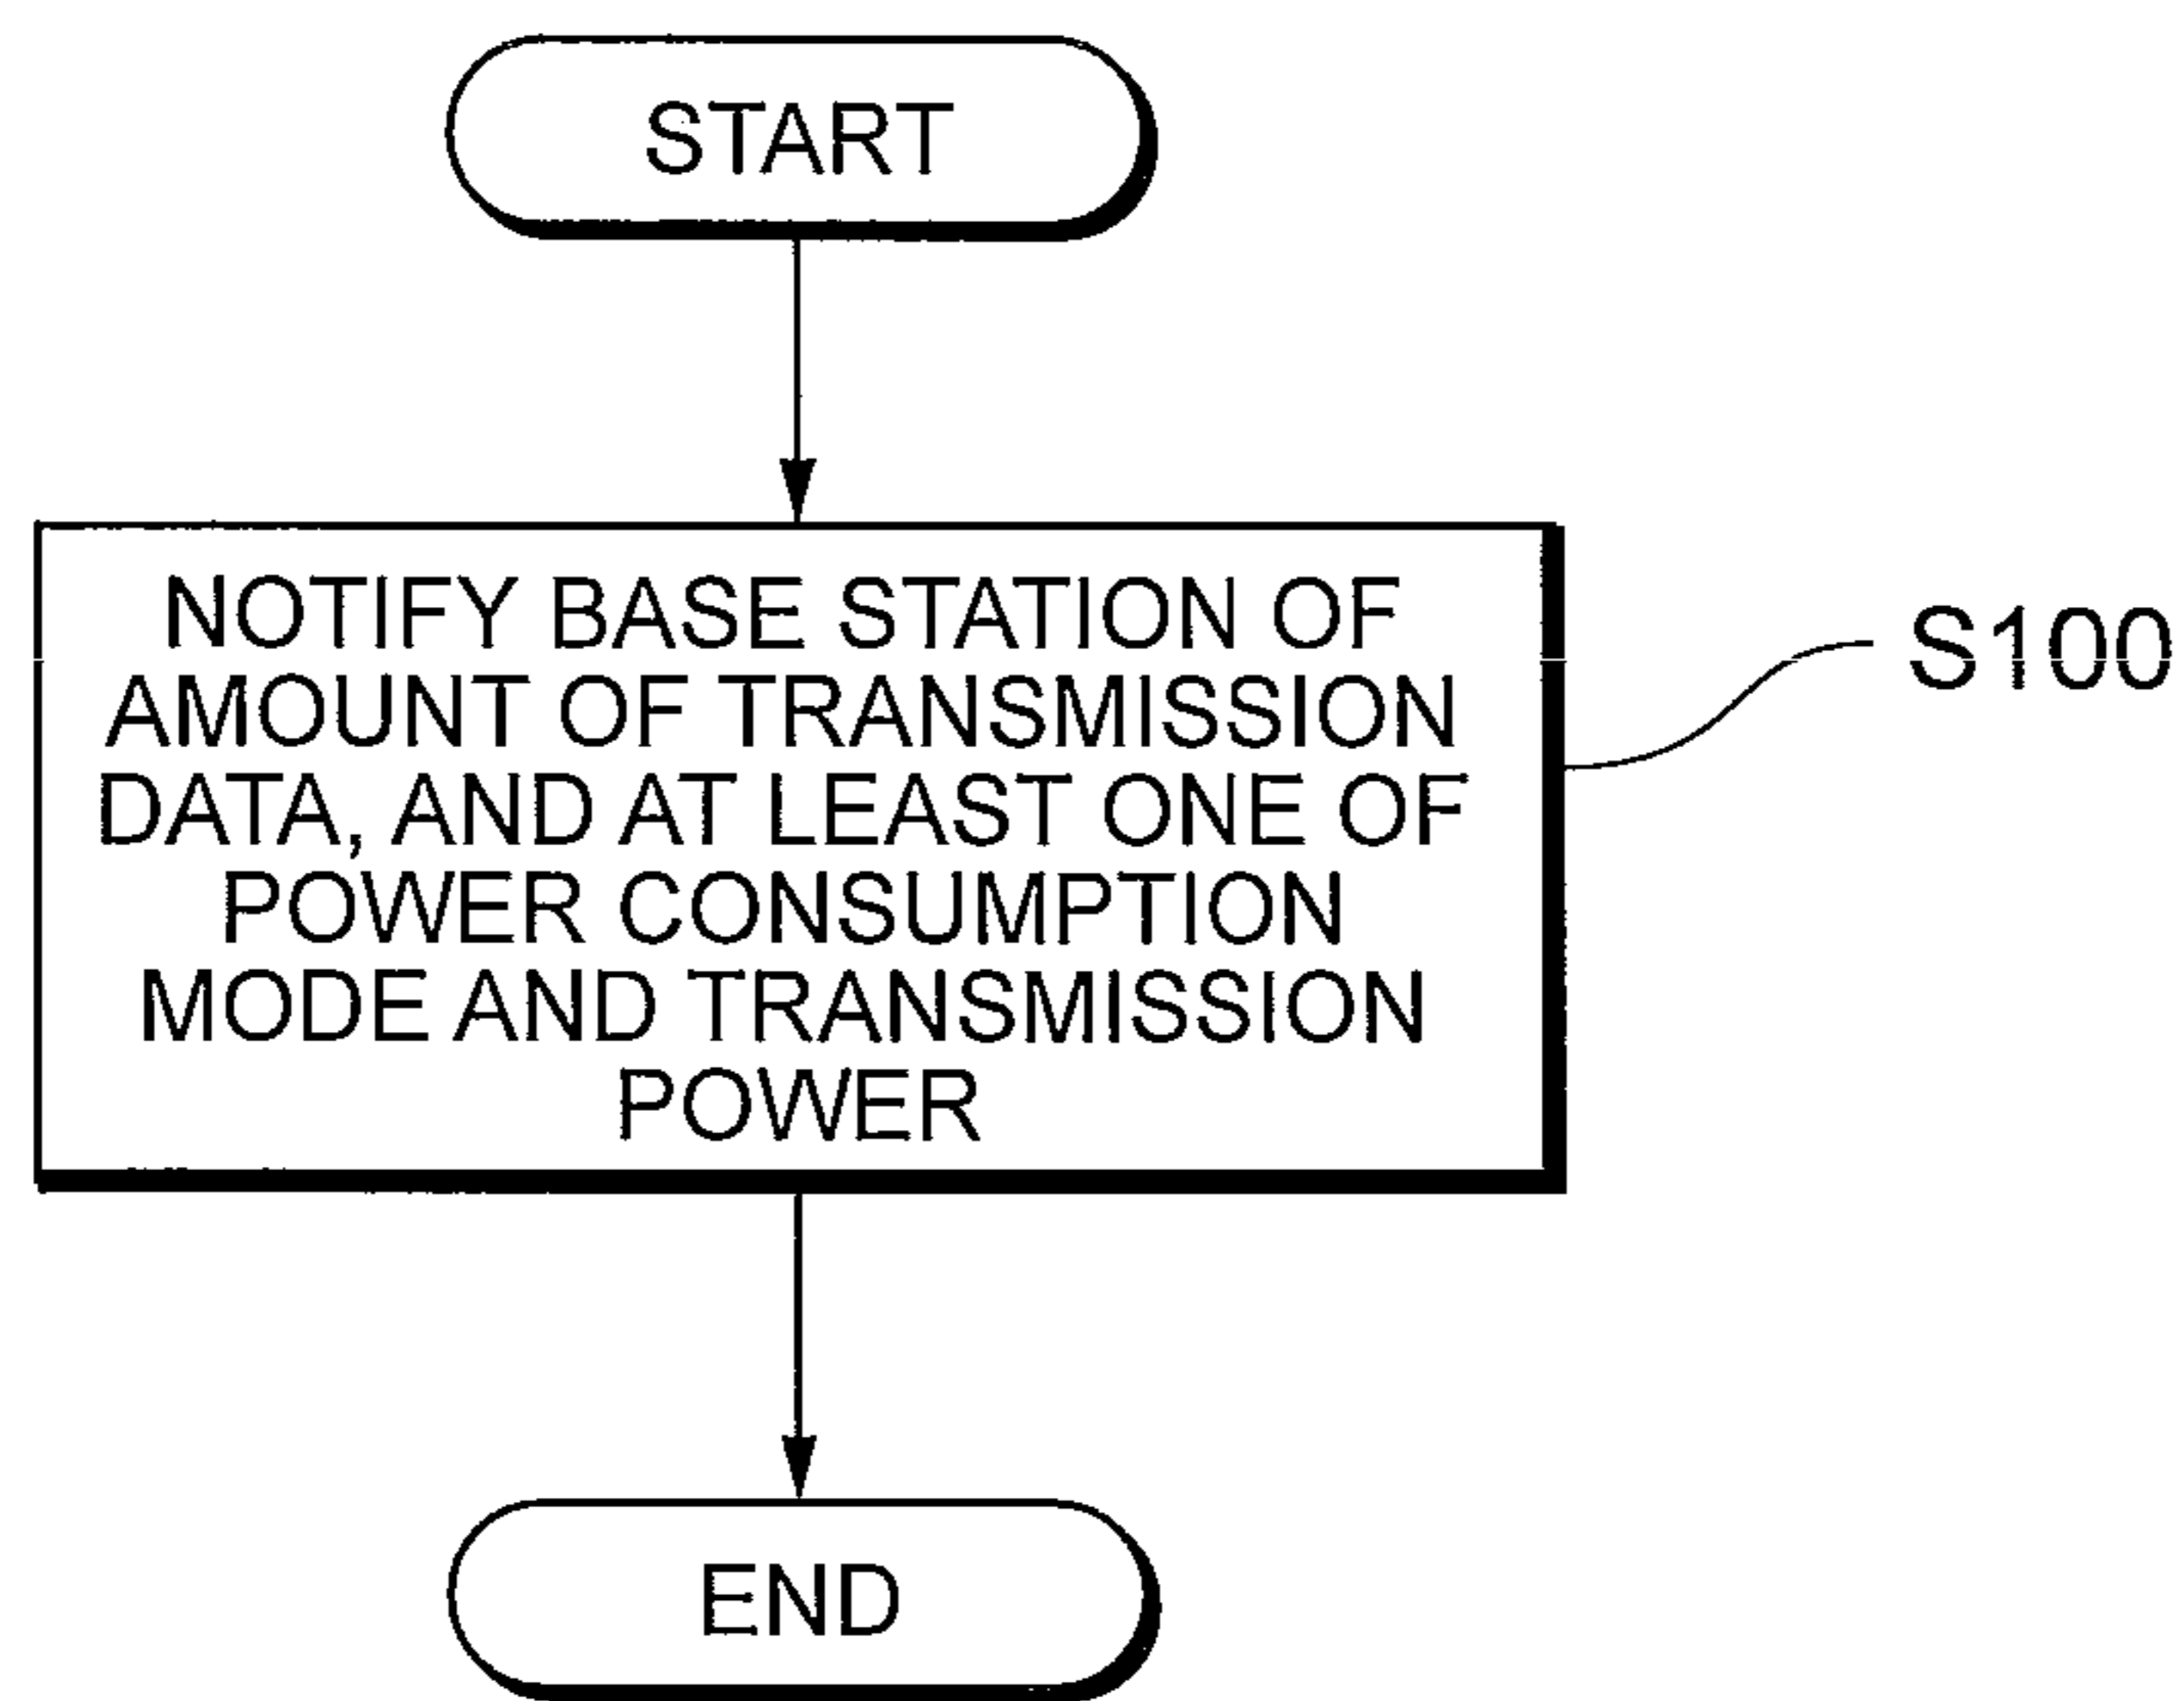 START
NOTIFY BASE STATION OF
AMOUNT OF TRANSMISSION
DATA, AND AT LEAST ONE OF
POWER CONSUMPTION
MODE AND TRANSMISSION
POWER
S100
END